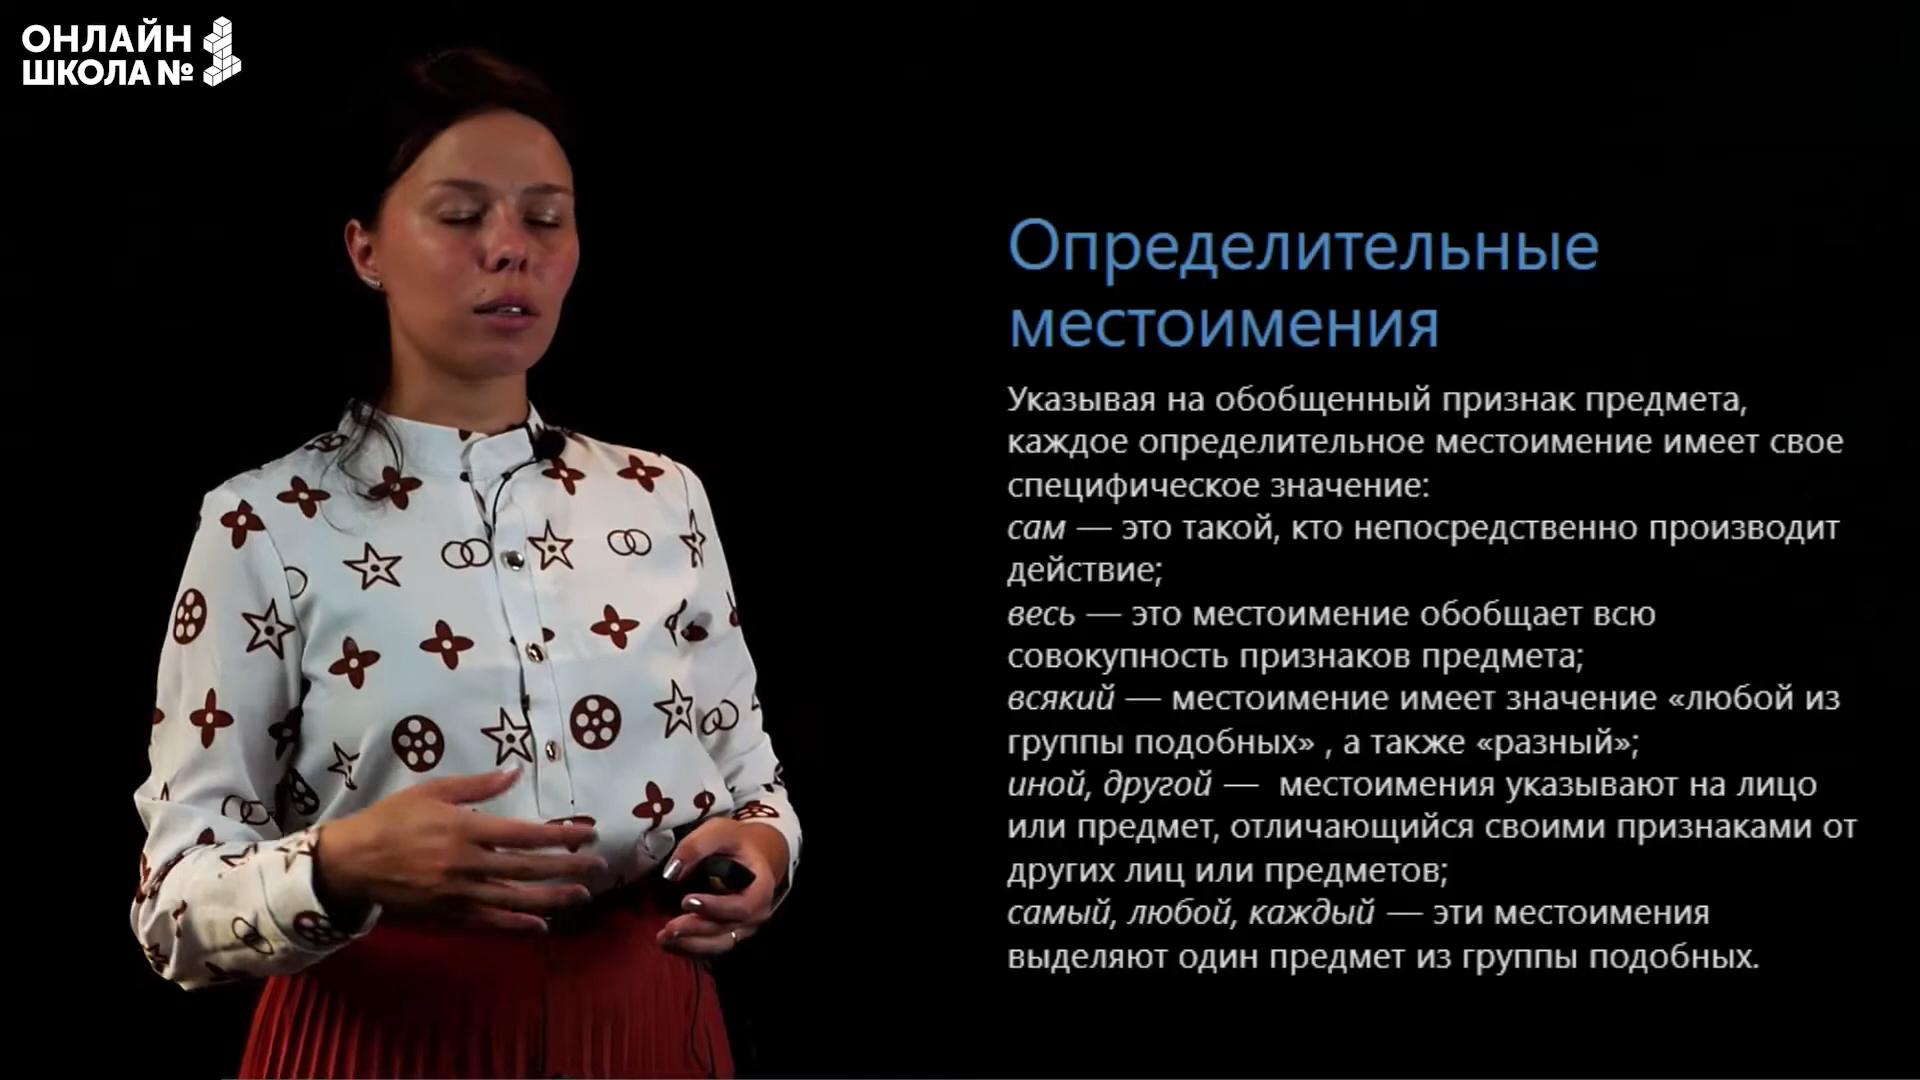 ОНЛАЙН
ШКОЛА №
Определительные
местоимения
Указывая на обобщенный признак предмета,
каждое определительное местоимение имеет свое
специфическое значение:
сам — это такой, кто непосредственно производит
действие;
весь — это местоимение обобщает всю
совокупность признаков предмета;
всякий — местоимение имеет значение «любой из
группы подобных» , а также «разный»;
иной, другой — местоимения указывают на лицо
или предмет, отличающийся своими признаками от
других лиц или предметов;
самый, любой, каждый — эти местоимения
выделяют один предмет из группы подобных.